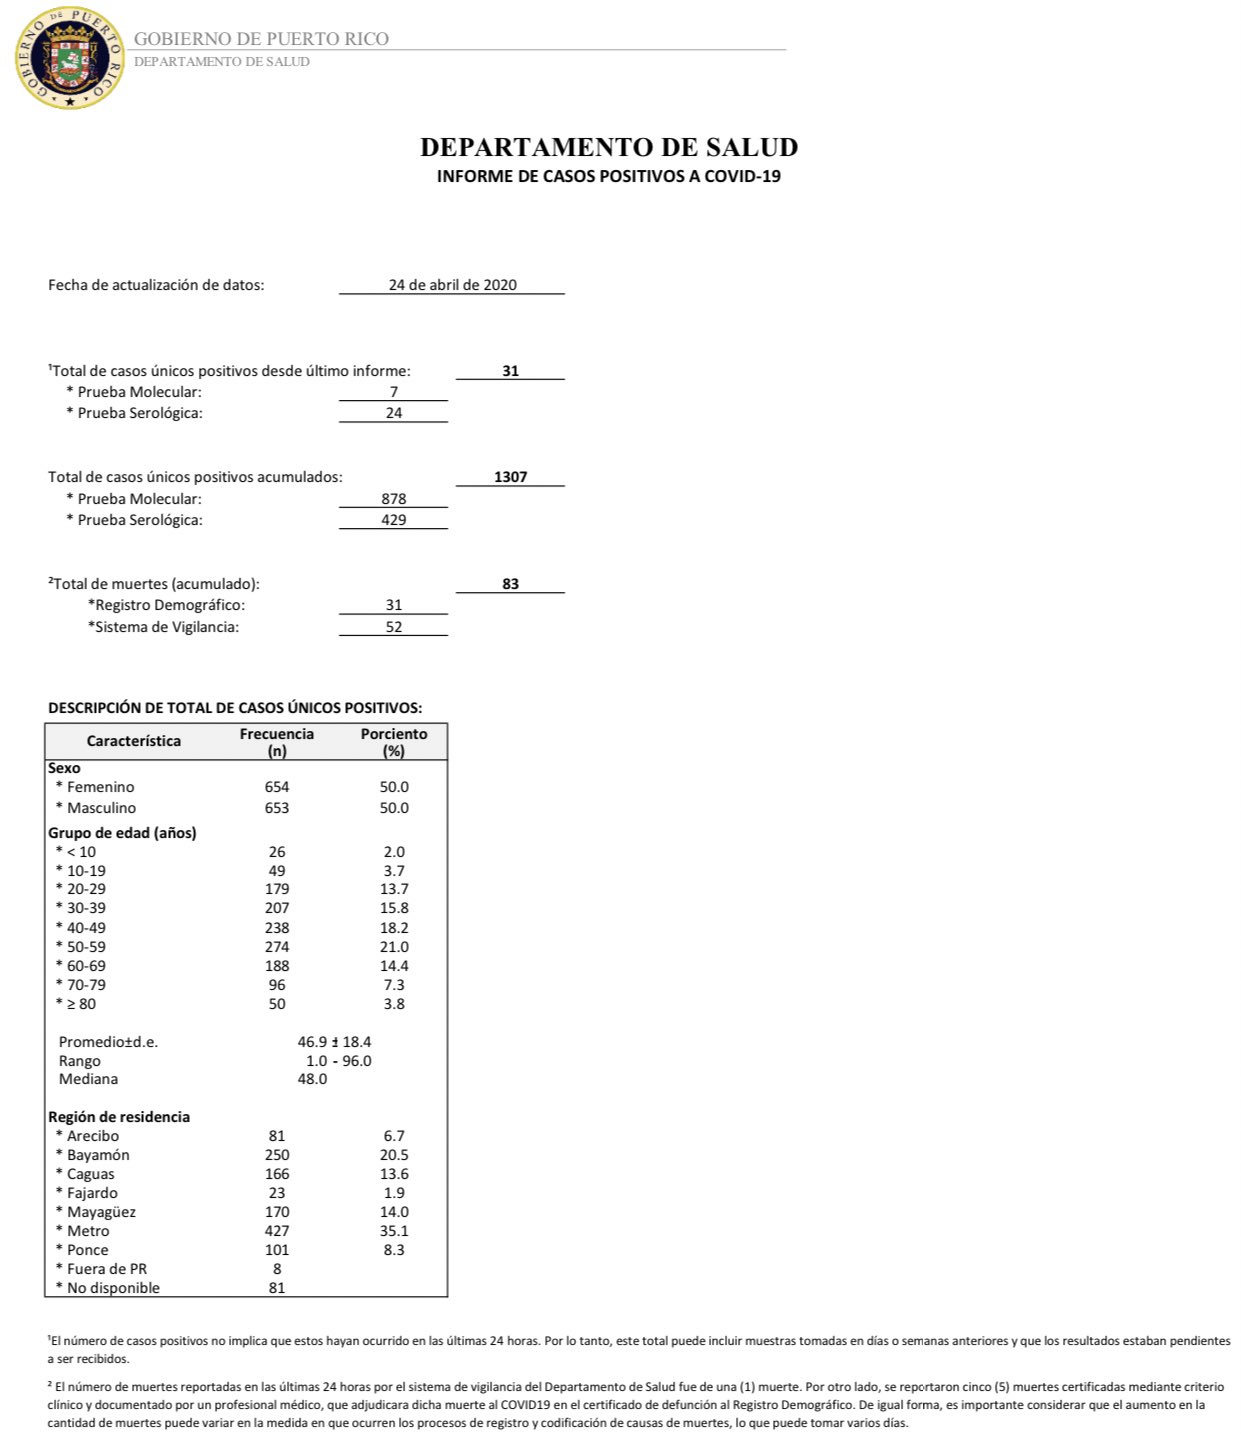 GOBIERNO DE PUERTO RICO
GOBIERNO DE PUERTO RICO
DEPARTAMENTO DE SALUD
DEPARTAMENTO DE SALUD
INFORME DE CASOS POSITIVOS A COVID-19
Fecha de actualización de datos: 24 de abril de 2020
¹Total de casos únicos positivos desde último informe: 31
* Prueba Molecular: 7
* Prueba Serológica: 24
Total de casos únicos positivos acumulados: 1307
* Prueba Molecular: 878
* Prueba Serológica: 429
²Total de muertes (acumulado): 83
*Registro Demográfico: 31
*Sistema de Vigilancia: 52
DESCRIPCIÓN DE TOTAL DE CASOS ÚNICOS POSITIVOS:
Característica Frecuencia (n) Porciento (%)
Sexo
* Femenino 654 50.0
* Masculino 653 50.0
Grupo de edad (años)
* < 10 26 2.0
* 10-19 49 3.7
* 20-29 179 13.7
* 30-39 207 15.8
* 40-49 238 18.2
* 50-59 274 21.0
* 60-69 188 14.4
* 70-79 96 7.3
* ≥ 80 50 3.8
Promedio±d.e. 46.9 ± 18.4
Rango 1.0 - 96.0
Mediana 48.0
Región de residencia
* Arecibo 81 6.7
* Bayamón 250 20.5
* Caguas 166 13.6
* Fajardo 23 1.9
* Mayagüez 170 14.0
* Metro 427 35.1
* Ponce 101 8.3
* Fuera de PR 8
* No disponible 81
¹El número de casos positivos no implica que estos hayan ocurrido en las últimas 24 horas. Por lo tanto, este total puede incluir muestras tomadas en días o semanas anteriores y que los resultados estaban pendientes
a ser recibidos.
² El número de muertes reportadas en las últimas 24 horas por el sistema de vigilancia del Departamento de Salud fue de una (1) muerte. Por otro lado, se reportaron cinco (5) muertes certificadas mediante criterio
clínico y documentado por un profesional médico, que adjudicara dicha muerte al COVID19 en el certificado de defunción al Registro Demográfico. De igual forma, es importante considerar que el aumento en la
cantidad de muertes puede variar en la medida en que ocurren los procesos de registro y codificación de causas de muertes, lo que puede tomar varios días.